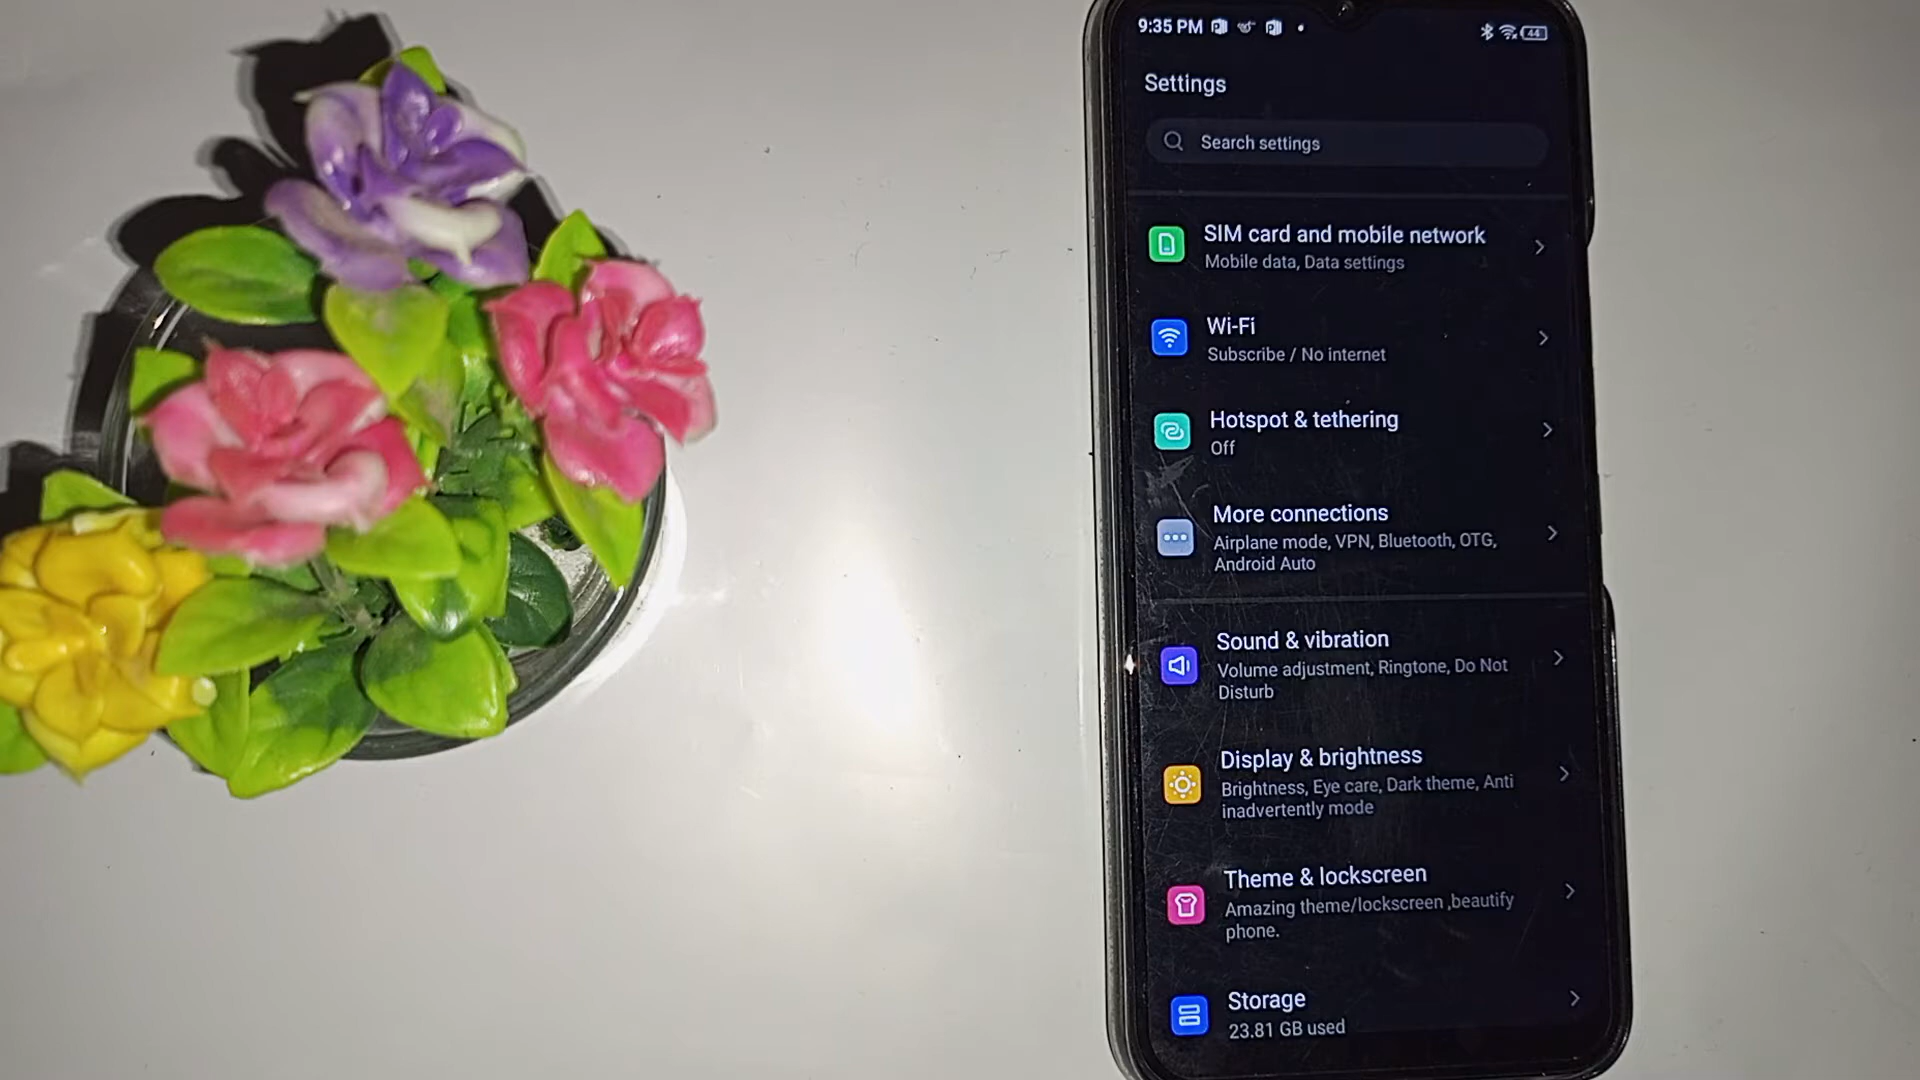 9:35 PM
44
Settings
Search settings
SIM card and mobile network
Mobile data, Data settings
Wi-Fi
Subscribe / No internet
Hotspot & tethering
Off
More connections
Airplane mode, VPN, Bluetooth, OTG,
Android Auto
Sound & vibration
Volume adjustment, Ringtone, Do Not
Disturb
Display & brightness
Brightness, Eye care, Dark theme, Anti
inadvertently mode
Theme & lockscreen
Amazing theme/lockscreen ,beautify
phone.
Storage
23.81 GB used